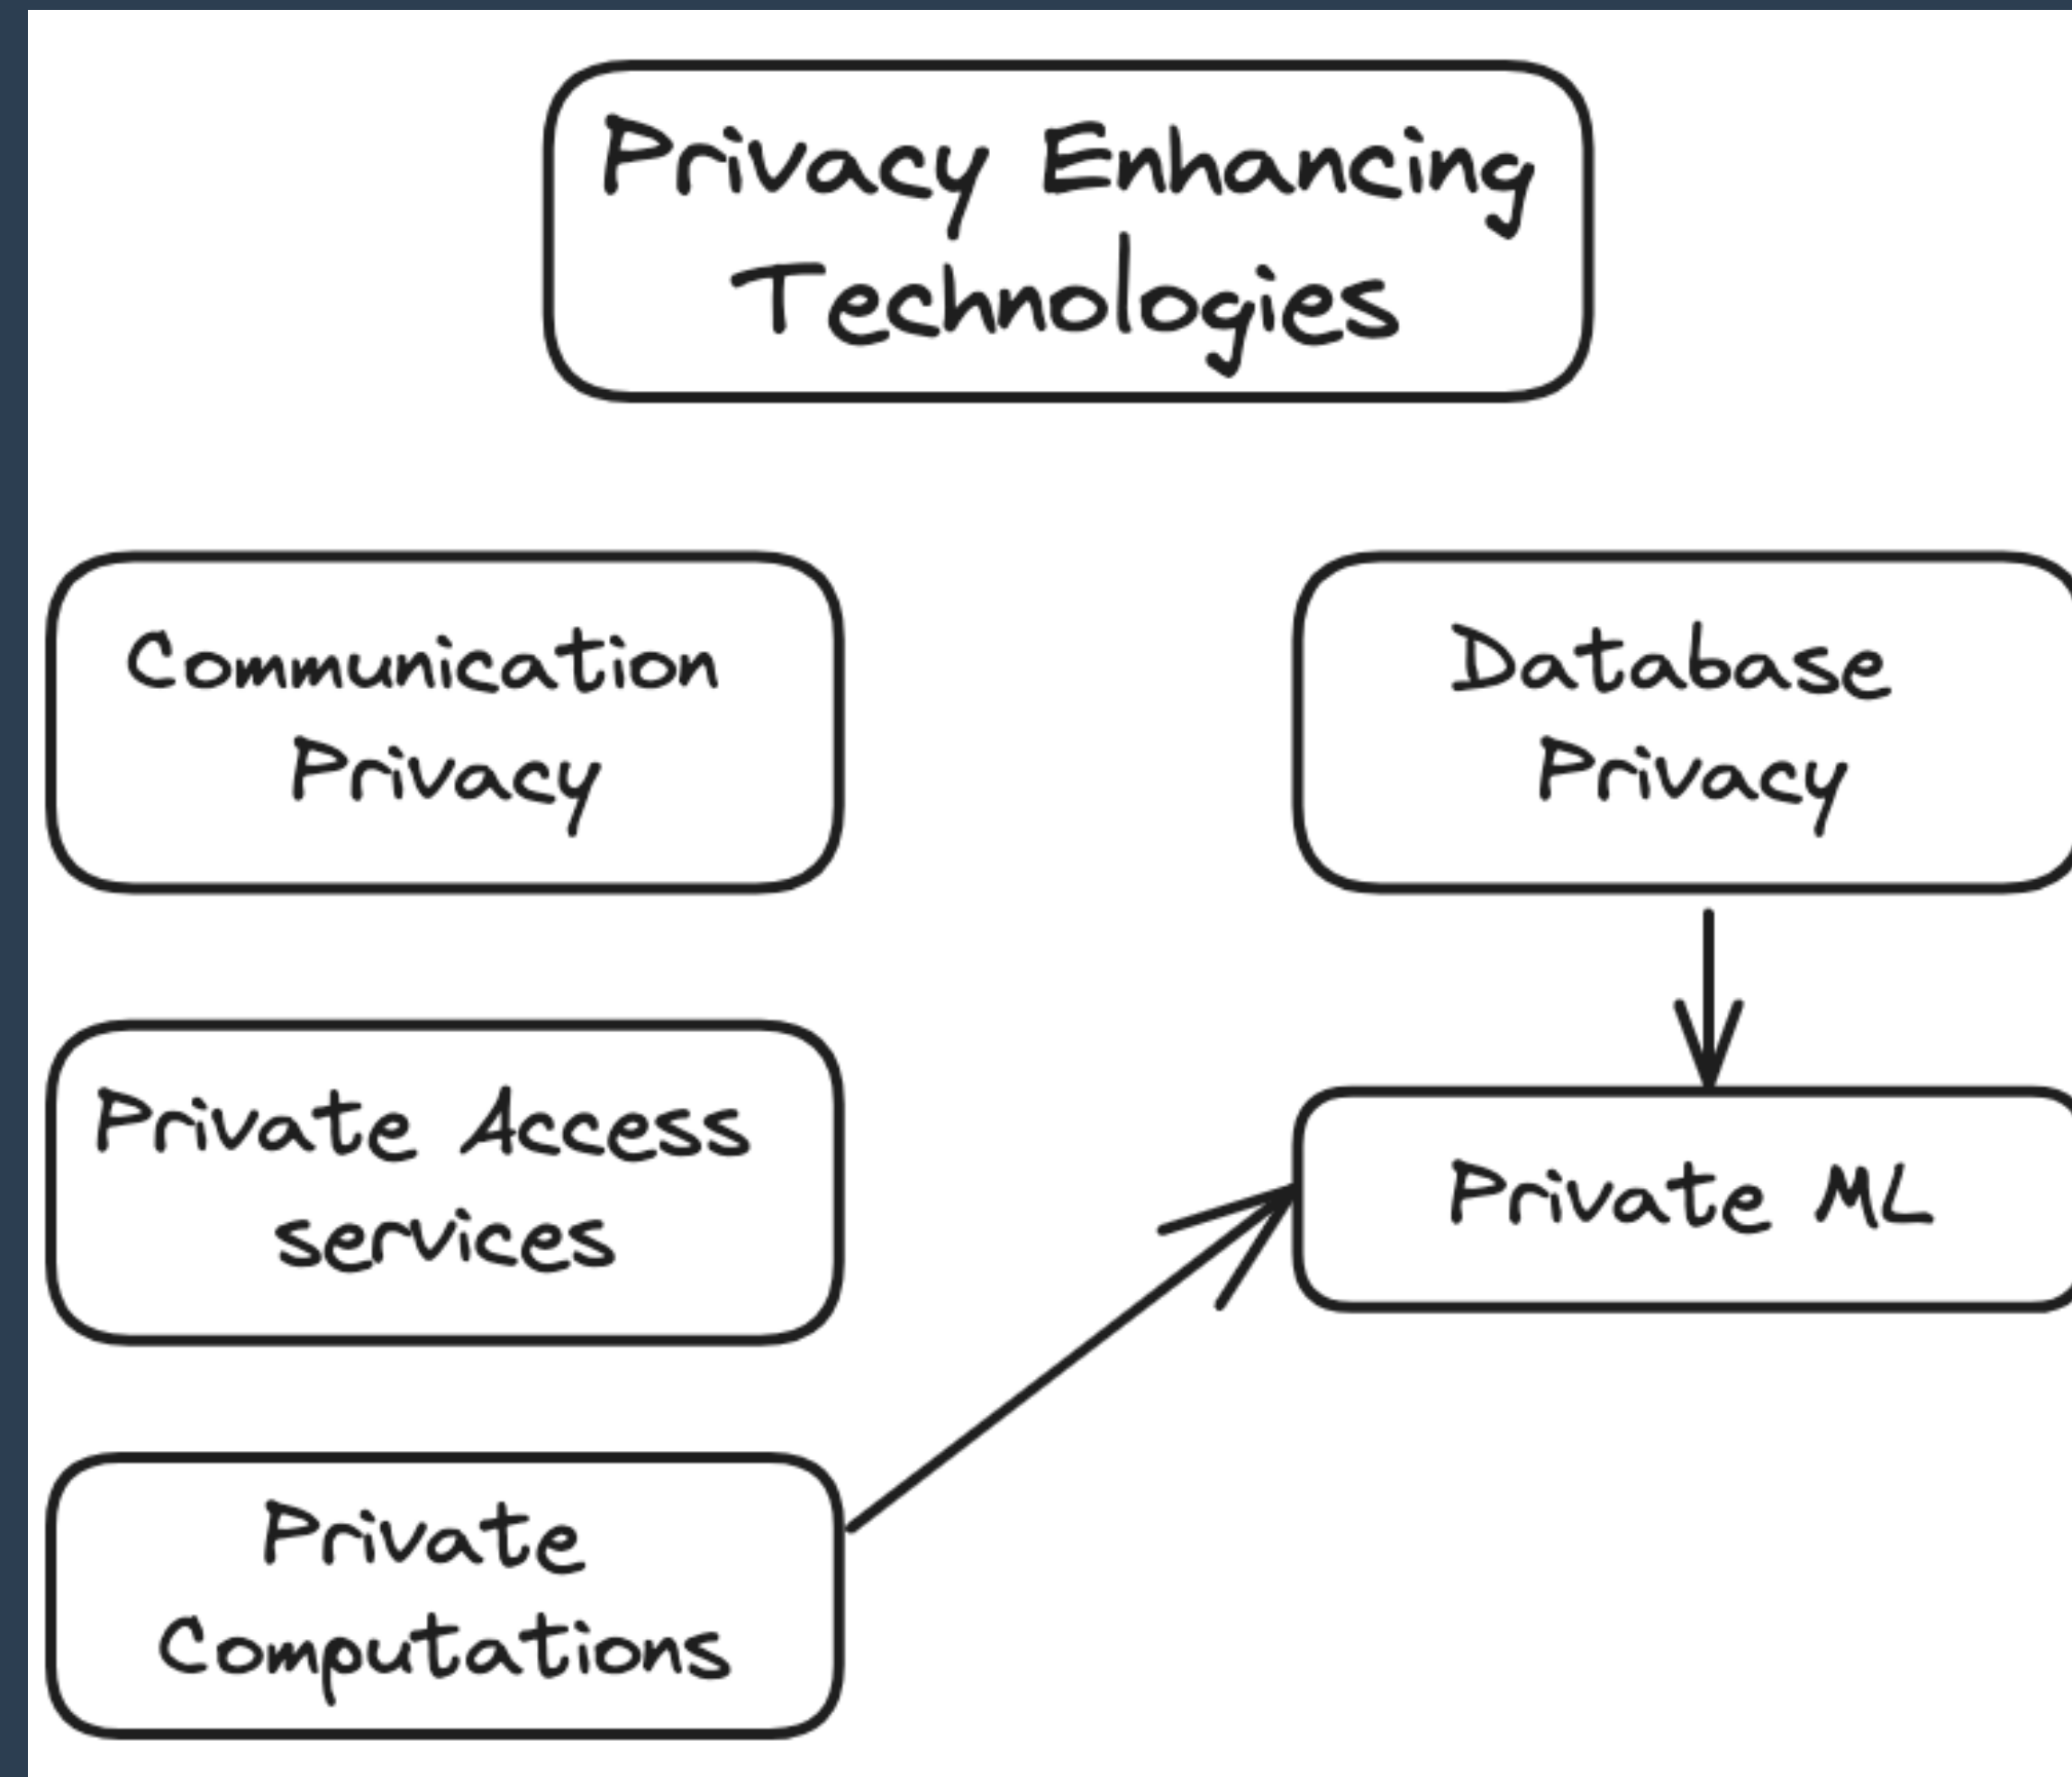 Privacy Enhancing
Technologies
Communication
Privacy
Database
Privacy
Private Access
services
Private ML
Private
Computations